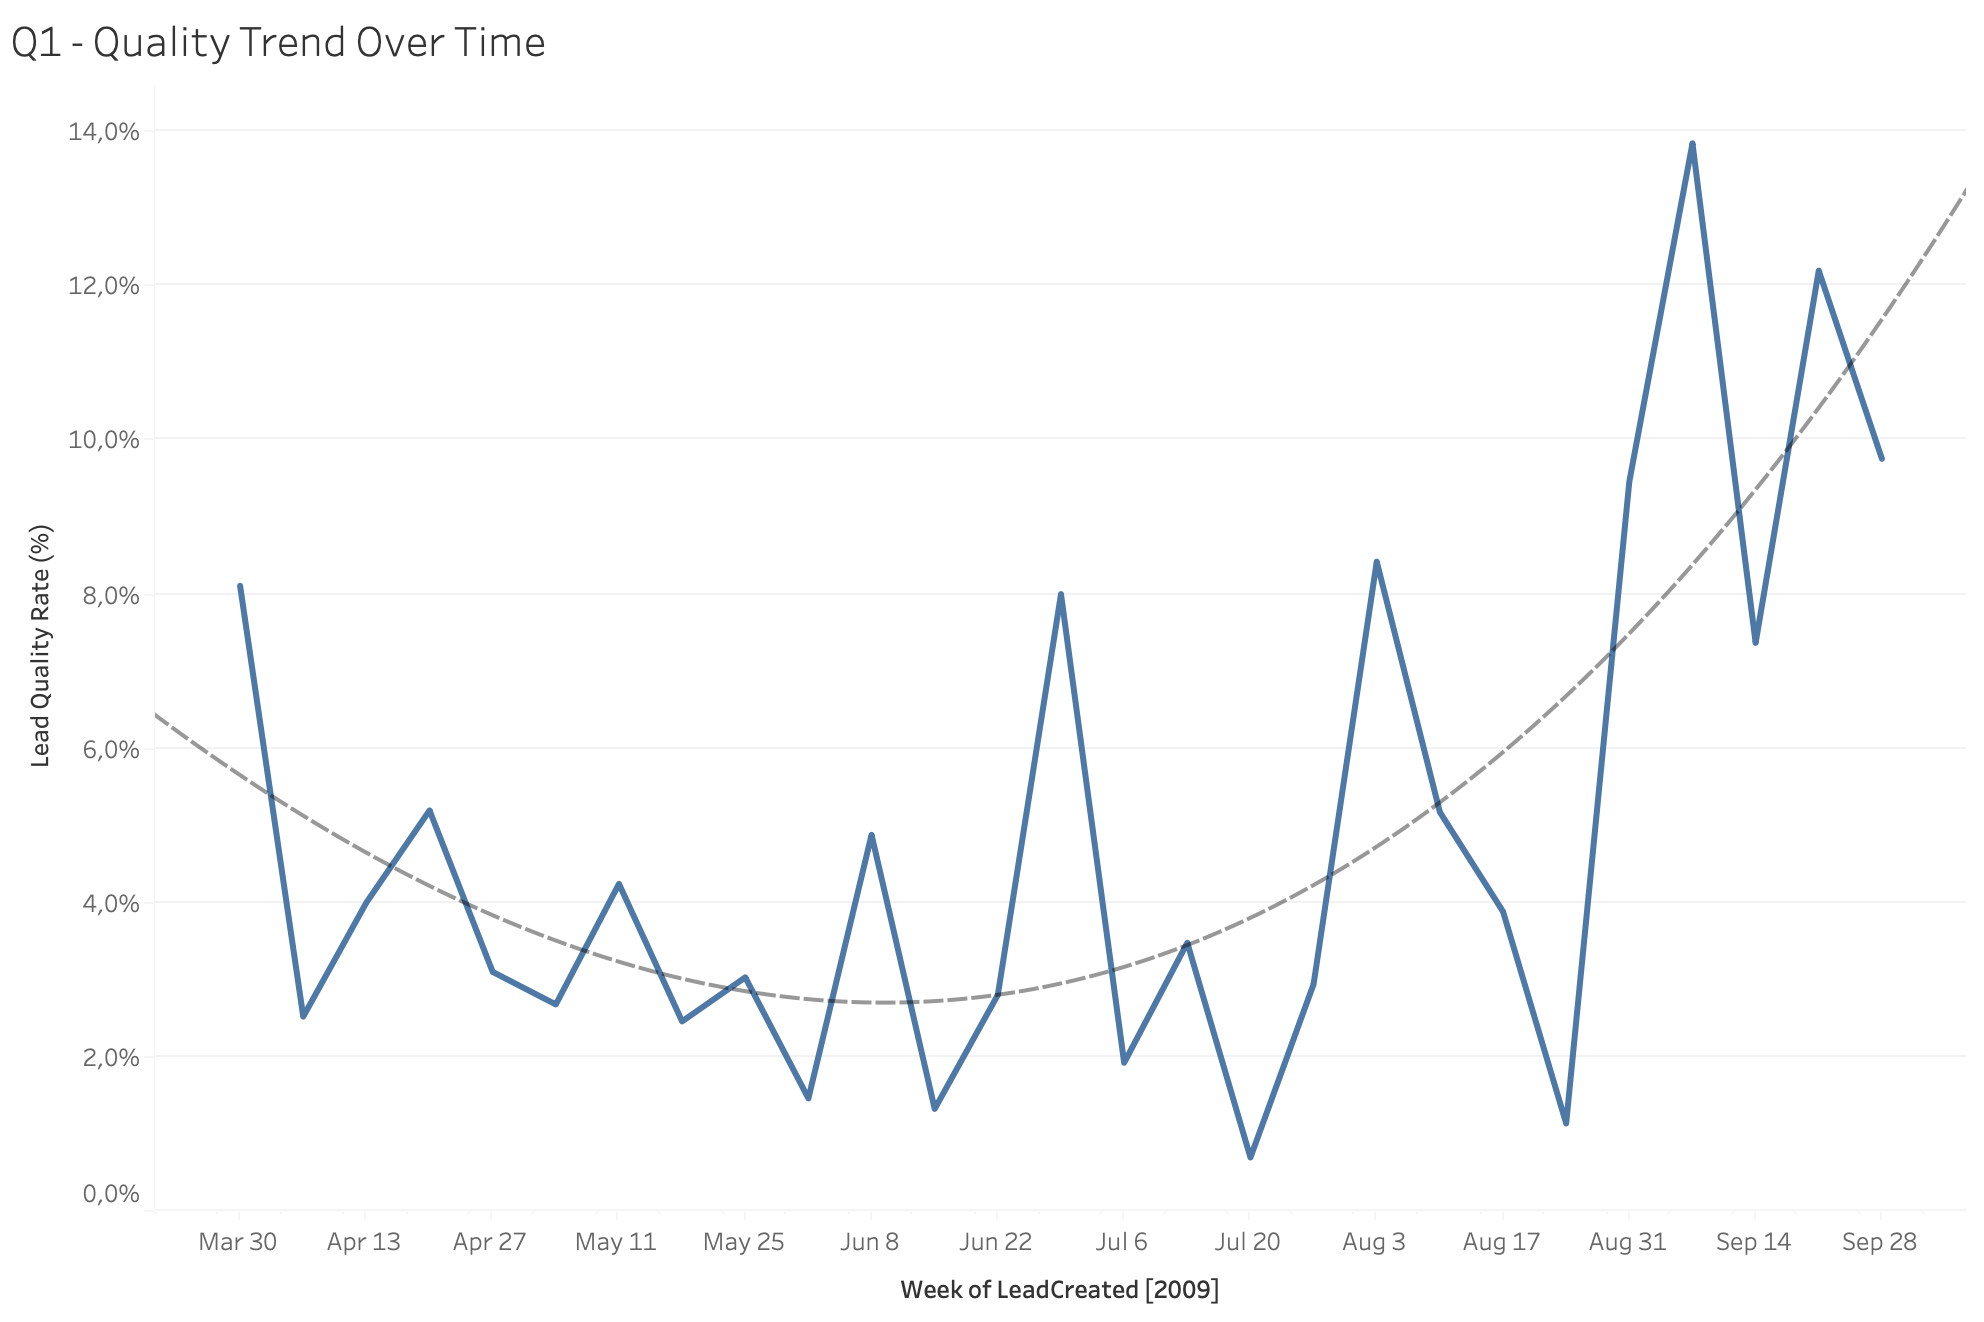 Q1 - Quality Trend Over Time
14,0%
12,0%
10,0%
8,0%
6,0%
4,0%
2,0%
0,0%
Lead Quality Rate (%)
Mar 30 Apr 13 Apr 27 May 11 May 25 Jun 8 Jun 22 Jul 6 Jul 20 Aug 3 Aug 17 Aug 31 Sep 14 Sep 28
Week of LeadCreated [2009]